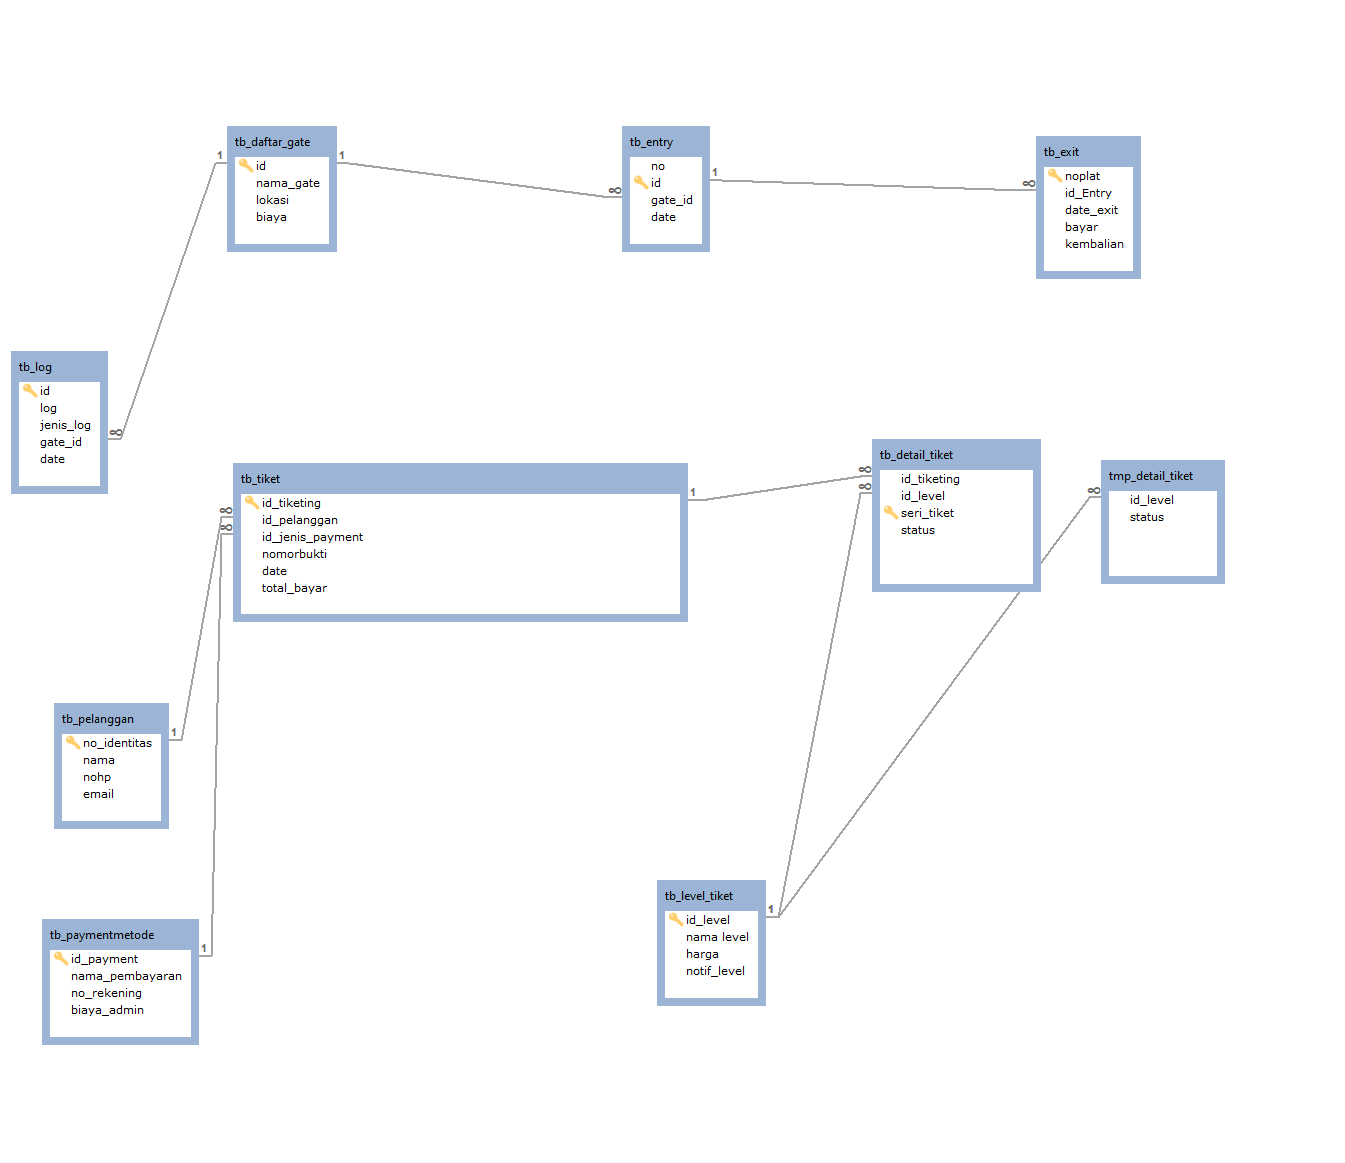 tb_daftar_gate
id
nama_gate
lokasi
biaya
1
1
∞
tb_entry
no
id
gate_id
date
1
∞
tb_exit
noplat
id_Entry
date_exit
bayar
kembalian
tb_log
id
log
jenis_log
gate_id
date
∞
tb_tiket
id_tiketing
id_pelanggan
id_jenis_payment
nomorbukti
date
total_bayar
∞
∞
1
∞
∞
tb_detail_tiket
id_tiketing
id_level
seri_tiket
status
∞
tmp_detail_tiket
id_level
status
tb_pelanggan
no_identitas
nama
nohp
email
1
tb_paymentmetode
id_payment
nama_pembayaran
no_rekening
biaya_admin
1
tb_level_tiket
id_level
nama level
harga
notif_level
1